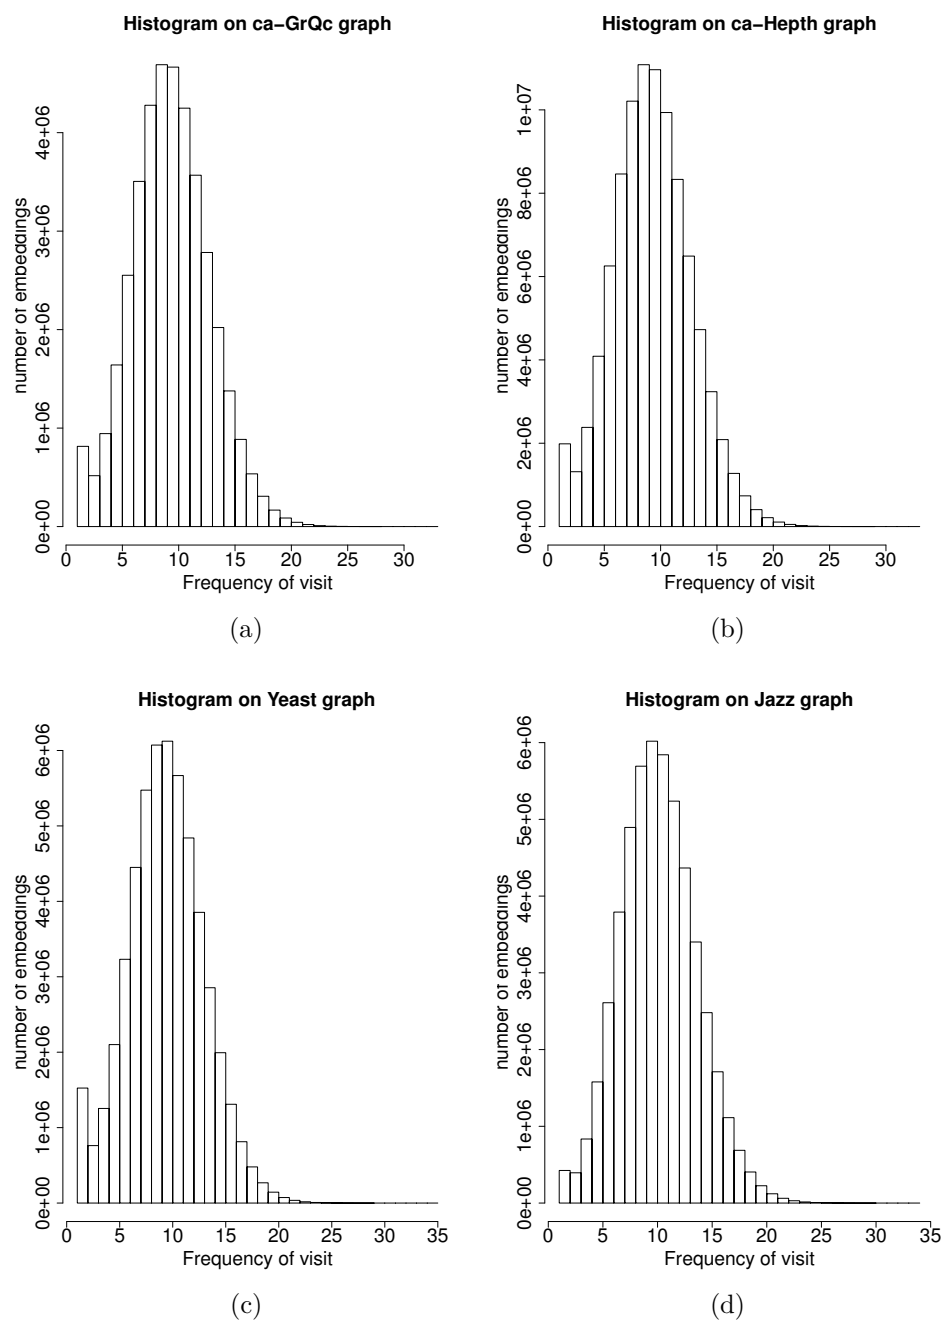 Histogram on ca−GrQc graph
number of embeddings
0e+00 1e+06 2e+06 3e+06 4e+06
0 5 10 15 20 25 30
Frequency of visit
(a)
Histogram on ca−Hepth graph
number of embeddings
0e+00 2e+06 4e+06 6e+06 8e+06 1e+07
0 5 10 15 20 25 30
Frequency of visit
(b)
Histogram on Yeast graph
number of embeddings
0e+00 1e+06 2e+06 3e+06 4e+06 5e+06 6e+06
0 5 10 15 20 25 30 35
Frequency of visit
(c)
Histogram on Jazz graph
number of embeddings
0e+00 1e+06 2e+06 3e+06 4e+06 5e+06 6e+06
0 5 10 15 20 25 30 35
Frequency of visit
(d)